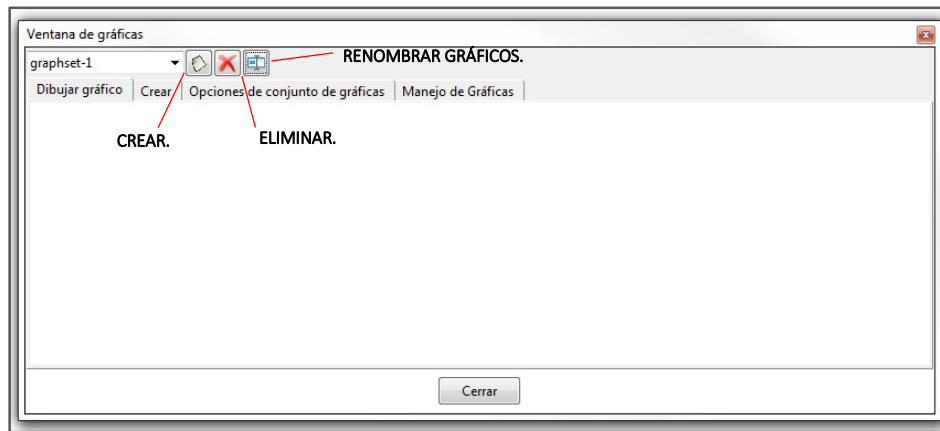 Ventana de gráficas
graphset-1
RENOMBRAR GRÁFICOS.
Dibujar gráfico Crear Opciones de conjunto de gráficas Manejo de Gráficas
CREAR. ELIMINAR.
Cerrar